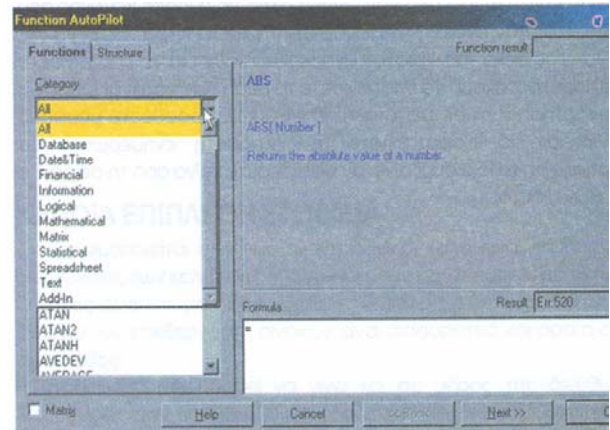 Function AutoPilot
Functions
Structure
Function result
Category
All
All
Database
Date&Time
Financial
Information
Logical
Mathematical
Matrix
Statistical
Spreadsheet
Text
Add-In
ATAN
ATAN2
ATANH
AVEDEV
AVERAGE
ABS
ABS( Number )
Returns the absolute value of a number.
Formula
Result
Err:520
=
Matrix
Help
Cancel
Next >>